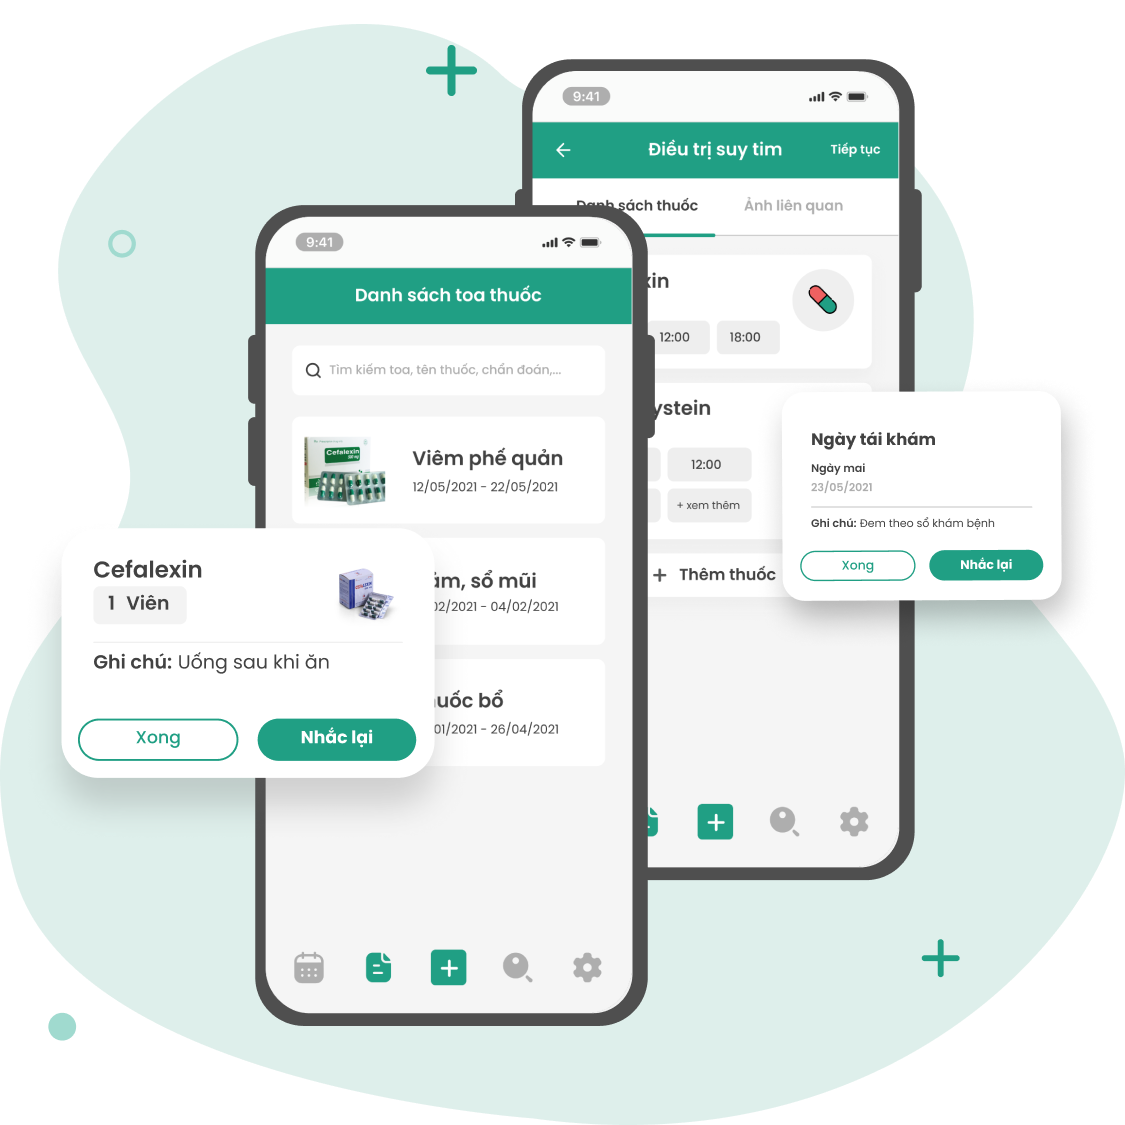 9:41
Điều trị suy tim
Tiếp tục
Danh sách thuốc
Ảnh liên quan
xin
12:00
18:00
ystein
12:00
+ xem thêm
+ Thêm thuốc
9:41
Danh sách toa thuốc
Tìm kiếm toa, tên thuốc, chẩn đoán,...
Cefalexin
Viêm phế quản
12/05/2021 - 22/05/2021
ảm, sổ mũi
02/2021 - 04/02/2021
uốc bổ
01/2021 - 26/04/2021
Cefalexin
1 Viên
Ghi chú: Uống sau khi ăn
Xong
Nhắc lại
Ngày tái khám
Ngày mai
23/05/2021
Ghi chú: Đem theo sổ khám bệnh
Xong
Nhắc lại